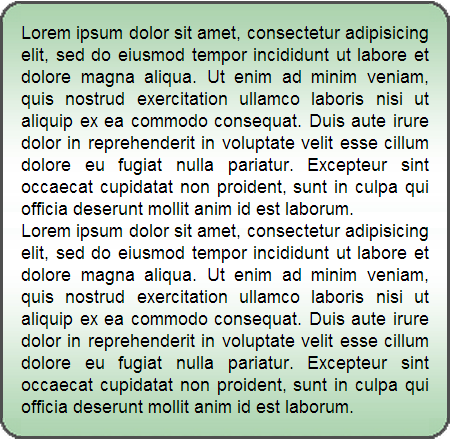 Lorem ipsum dolor sit amet, consectetur adipisicing
elit, sed do eiusmod tempor incididunt ut labore et
dolore magna aliqua. Ut enim ad minim veniam,
quis nostrud exercitation ullamco laboris nisi ut
aliquip ex ea commodo consequat. Duis aute irure
dolor in reprehenderit in voluptate velit esse cillum
dolore eu fugiat nulla pariatur. Excepteur sint
occaecat cupidatat non proident, sunt in culpa qui
officia deserunt mollit anim id est laborum.
Lorem ipsum dolor sit amet, consectetur adipisicing
elit, sed do eiusmod tempor incididunt ut labore et
dolore magna aliqua. Ut enim ad minim veniam,
quis nostrud exercitation ullamco laboris nisi ut
aliquip ex ea commodo consequat. Duis aute irure
dolor in reprehenderit in voluptate velit esse cillum
dolore eu fugiat nulla pariatur. Excepteur sint
occaecat cupidatat non proident, sunt in culpa qui
officia deserunt mollit anim id est laborum.